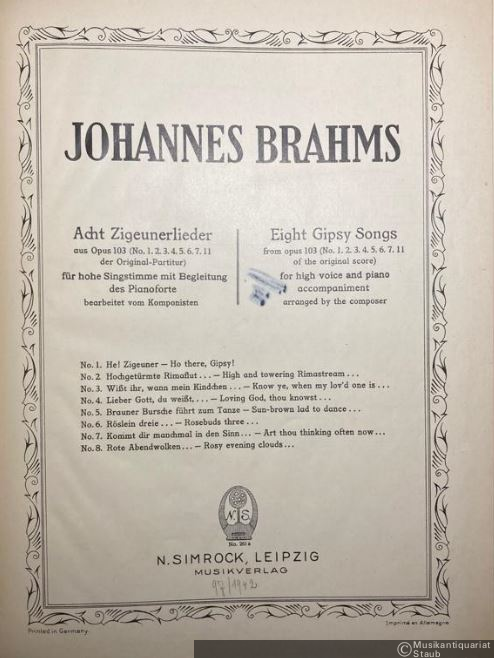 JOHANNES BRAHMS
Acht Zigeunerlieder
aus Opus 103 (No. 1. 2. 3. 4. 5. 6. 7. 11
der Original-Partitur)
für hohe Singstimme mit Begleitung
des Pianoforte
bearbeitet vom Komponisten
Eight Gipsy Songs
from opus 103 (No. 1. 2. 3. 4. 5. 6. 7. 11
of the original score)
for high voice and piano
accompaniment
arranged by the composer
No. 1. He! Zigeuner – Ho there, Gipsy!
No. 2 Hochgetürmte Rimaflut . . . – High and towering Rimastream . . .
No. 3. Wißt ihr, wann mein Kindchen . . . – Know ye, when my lov'd one is . . .
No. 4. Lieber Gott, du weißt. . . . – Loving God, thou knowst . . .
No. 5. Brauner Bursche führt zum Tanze – Sun-brown lad to dance . . .
No. 6. Röslein dreie . . . – Rosebuds three . . .
No. 7. Kommt dir manchmal in den Sinn . . . – Art thou thinking often now . . .
No. 8. Rote Abendwolken . . . – Rosy evening clouds . . .
N. S.
N. SIMROCK, LEIPZIG
MUSIKVERLAG
97/1942
Printed in Germany.
Imprimé en Allemagne
©Musikantiquariat
Staub